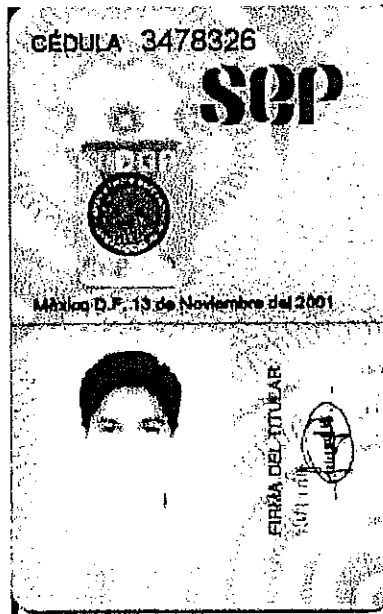 CÉDULA 3478326
SEP
México D.F. 13 de Noviembre del 2001
FIRMA DEL TITULAR